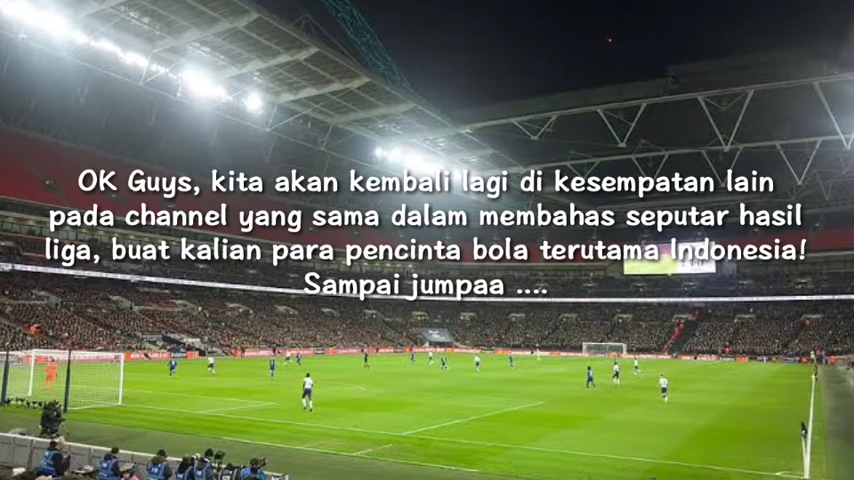 OK Guys, kita akan kembali lagi di kesempatan lain
pada channel yang sama dalam membahas seputar hasil
liga, buat kalian para pencinta bola terutama Indonesia!
Sampai jumpaa ....